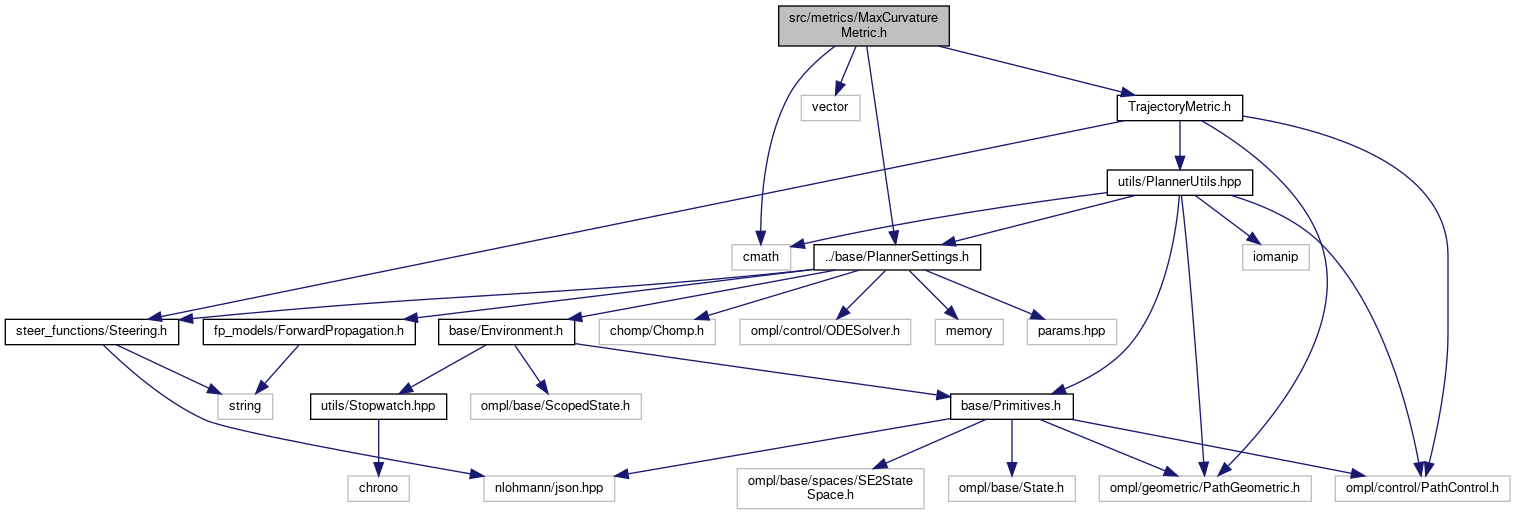 src/metrics/MaxCurvature
Metric.h
vector
TrajectoryMetric.h
utils/PlannerUtils.hpp
cmath
../base/PlannerSettings.h
iomanip
steer_functions/Steering.h
fp_models/ForwardPropagation.h
base/Environment.h
chomp/Chomp.h
ompl/control/ODESolver.h
memory
params.hpp
string
utils/Stopwatch.hpp
ompl/base/ScopedState.h
base/Primitives.h
chrono
nlohmann/json.hpp
ompl/base/spaces/SE2State
Space.h
ompl/base/State.h
ompl/geometric/PathGeometric.h
ompl/control/PathControl.h